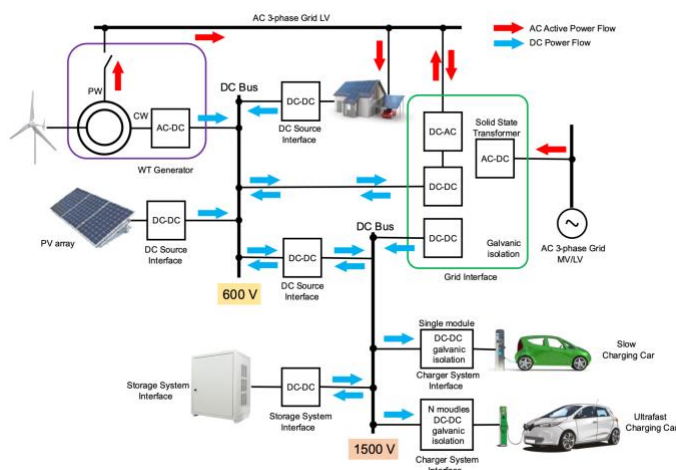 AC 3-phase Grid LV
AC Active Power Flow
DC Power Flow
PW
CW
AC-DC
WT Generator
DC Bus
DC-DC
DC Source
Interface
DC-AC
Solid State
Transformer
AC-DC
DC-DC
PV array
DC-DC
DC Source
Interface
DC Bus
DC-DC
Galvanic
isolation
Grid Interface
AC 3-phase Grid
MV/LV
600 V
DC-DC
DC Source
Interface
Single module
DC-DC
galvanic
isolation
Charger System
Interface
Slow
Charging Car
Storage System
Interface
DC-DC
Storage System
Interface
1500 V
N moudles
DC-DC
galvanic
isolation
Charger System
Interface
Ultrafast
Charging Car